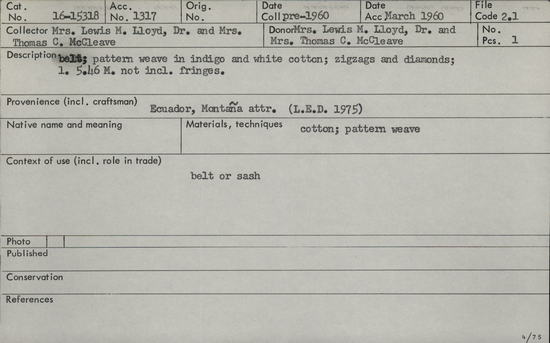 Cat. No. 16-15318 Acc. No. 1317 Orig. No. Date Coll pre-1960 Date Acc March 1960 File Code 2.1
Collector Mrs. Lewis M. Lloyd, Dr. and Mrs. Thomas C. McCleave Donor Mrs. Lewis M. Lloyd, Dr. and Mrs. Thomas C. McCleave No. Pcs. 1
Description belt; pattern weave in indigo and white cotton; zigzags and diamonds;
l. 5.46 M. not incl. fringes.
Provenience (incl. craftsman) Ecuador, Montaña attr. (L.E.D. 1975)
Native name and meaning Materials, techniques cotton; pattern weave
Context of use (incl. role in trade)
belt or sash
Photo
Published
Conservation
References
4/75